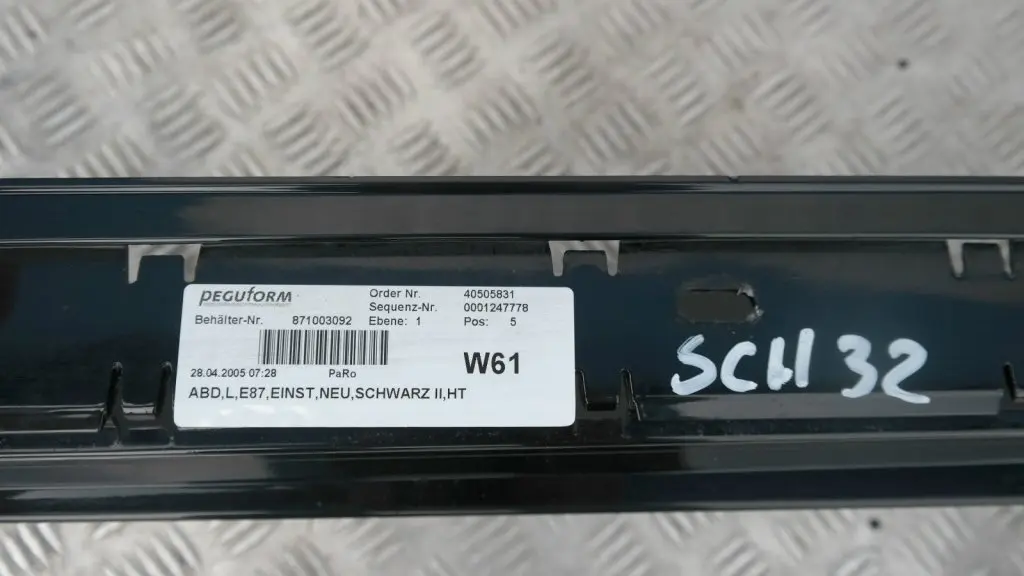 PEGUFORM Order Nr. 40505831
Sequenz-Nr. 0001247778
Behälter-Nr. 871003092 Ebene: 1 Pos: 5
W61
28.04.2005 07:28 PaRo
ABD,L,E87,EINST,NEU,SCHWARZ II,HT
SCH 32